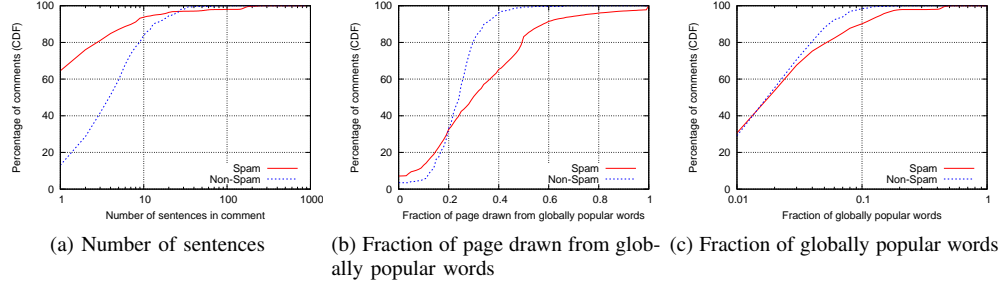 Percentage of comments (CDF)
100
80
60
40
20
0
1
10
100
1000
Spam
Non-Spam
Number of sentences in comment
(a) Number of sentences
Percentage of comments (CDF)
100
80
60
40
20
0
0
0.2
0.4
0.6
0.8
1
Spam
Non-Spam
Fraction of page drawn from globally popular words
(b) Fraction of page drawn from glob-
ally popular words
Percentage of comments (CDF)
100
80
60
40
20
0
0.01
0.1
1
Spam
Non-Spam
Fraction of globally popular words
(c) Fraction of globally popular words